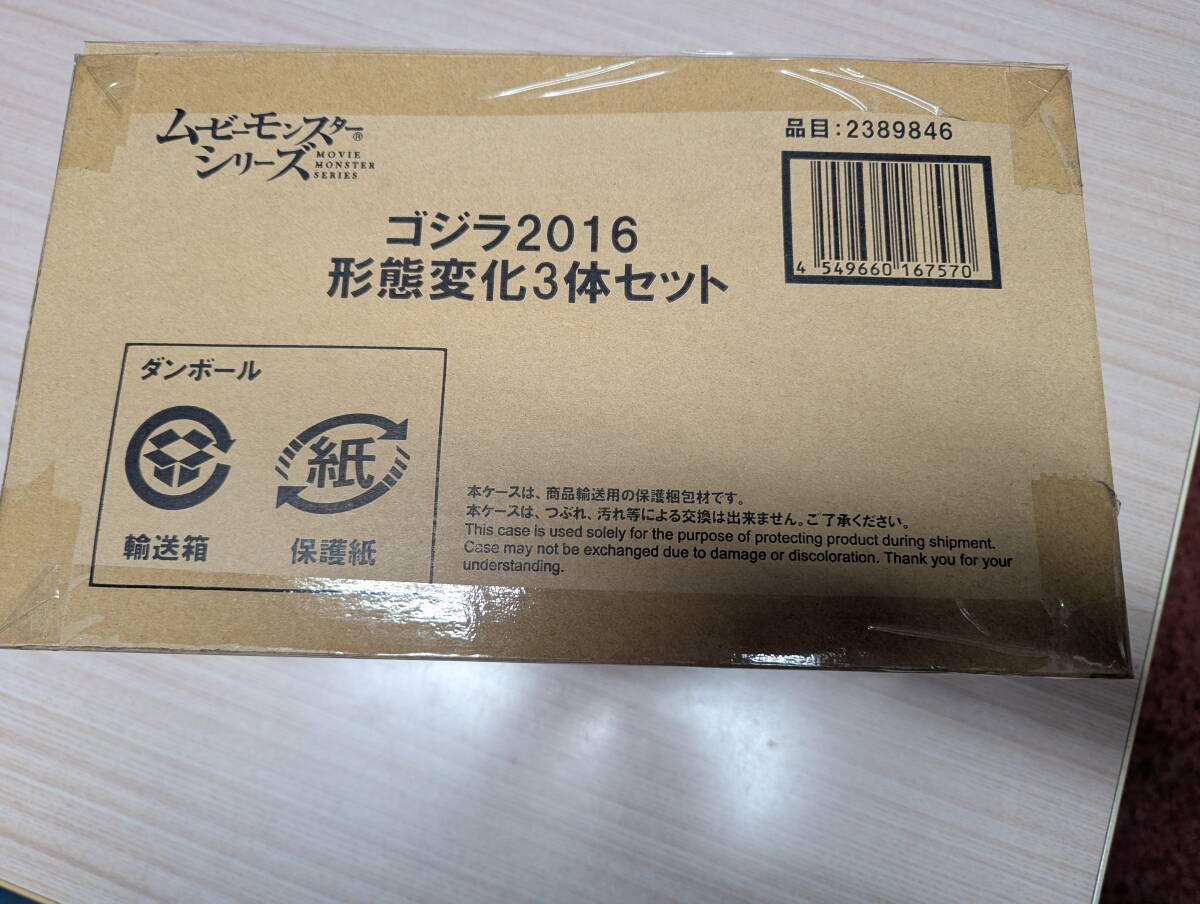 ムービーモンスター®
シリーズ
MOVIE
MONSTER
SERIES
品目:2389846
4 549660 167570
ゴジラ2016
形態変化3体セット
ダンボール
紙
輸送箱
保護紙
本ケースは、商品輸送用の保護梱包材です。
本ケースは、つぶれ、汚れ等による交換は出来ません。ご了承ください。
This case is used solely for the purpose of protecting product during shipment.
Case may not be exchanged due to damage or discoloration. Thank you for your
understanding.